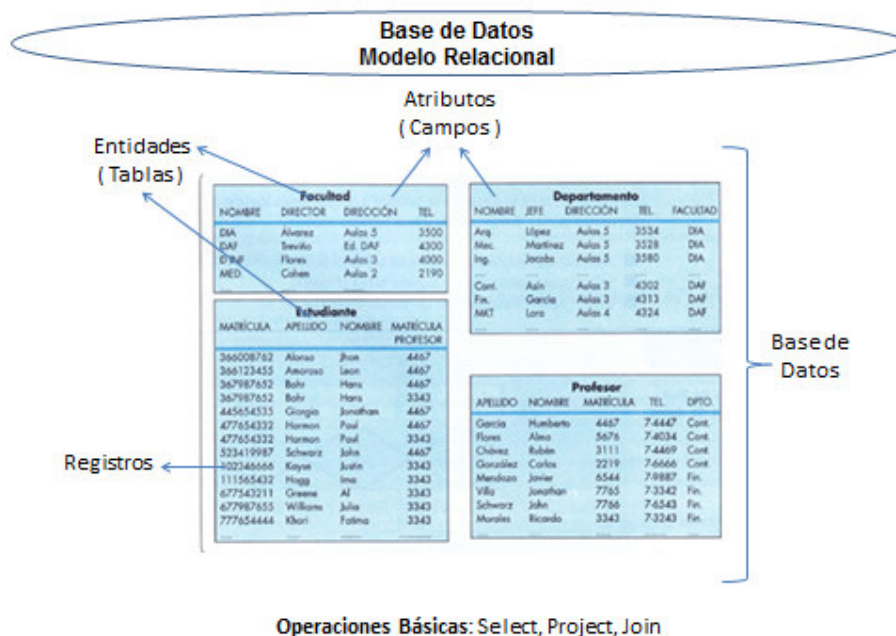 Base de Datos
Modelo Relacional
Atributos
( Campos )
Entidades
( Tablas )
Facultad
NOMBRE DIRECTOR DIRECCIÓN TEL.
DIA Álvarez Aulas 5 3500
DAF Treviño Ed. DAF 4300
Flores Aulas 3 4000
MED Cohen Aulas 2 2190
Departamento
NOMBRE JEFE DIRECCIÓN TEL. FACULTAD
Arq. López Aulas 5 3534 DIA
Mec. Martínez Aulas 5 3528 DIA
Ing. Jacobs Aulas 5 3580 DIA
Cont. Asín Aulas 3 4302 DAF
Fin. García Aulas 3 4313 DAF
MKT Lora Aulas 4 4324 DAF
Estudiante
MATRÍCULA APELLIDO NOMBRE MATRÍCULA
PROFESOR
366008762 Alonso Jhon 4467
366123455 Amoroso Leon 4467
367987652 Bohr Hans 4467
367987652 Bohr Hans 3343
445654535 Giorgio Jonathan 4467
477654332 Harmon Paul 4467
477654332 Harmon Paul 3343
523419987 Schwarz John 4467
Kayon Justin 3343
111565432 Hagg Ima 3343
677543211 Greene Al 3343
677987655 Williams Julia 3343
777654444 Khari Fatima 3343
Registros
Profesor
APELLIDO NOMBRE MATRÍCULA TEL. DPTO.
García Humberto 4467 7-4447 Cont.
Flores Alma 5676 7-4034 Cont.
Chávez Rubén 3111 7-4469 Cont.
González Carlos 2219 7-6666 Cont.
Mendoza Javier 6544 7-9887 Fin.
Villa Jonathan 7765 7-3342 Fin.
Schwarz John 7766 7-6543 Fin.
Morales Ricardo 3343 7-3243 Fin.
Base de
Datos
Operaciones Básicas: Select, Project, Join